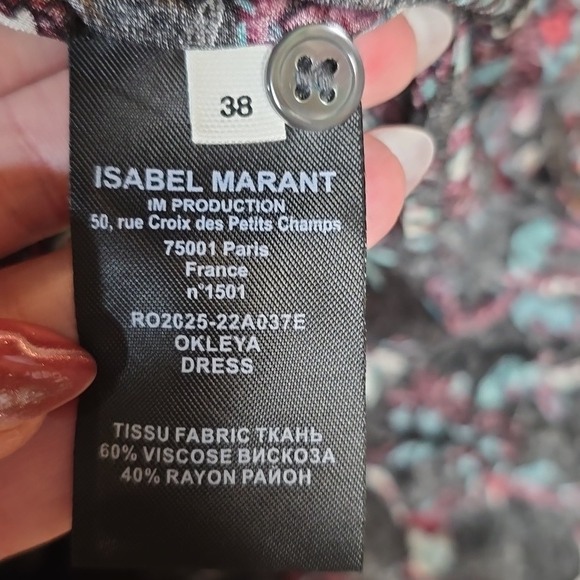 38
ISABEL MARANT
IM PRODUCTION
50, rue Croix des Petits Champs
75001 Paris
France
n°1501
RO2025-22A037E
OKLEYA
DRESS
TISSU FABRIC ТКАНЬ
60% VISCOSE ВИСКОЗА
40% RAYON РАЙОН